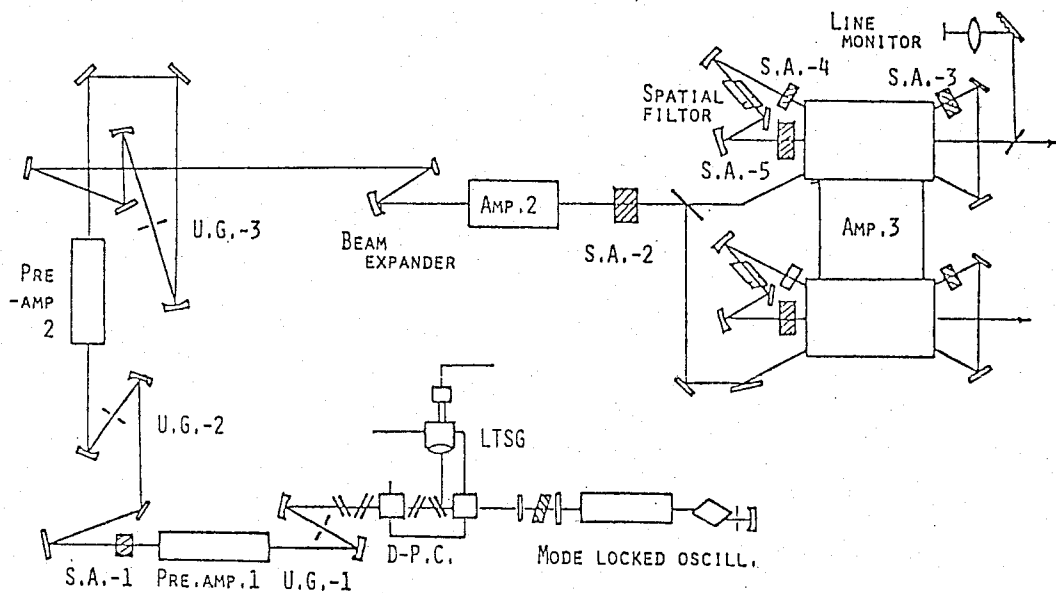 LINE
MONITOR
S.A.-4
S.A.-3
SPATIAL
FILTOR
S.A.-5
U.G.-3
AMP.2
AMP.3
BEAM
EXPANDER
S.A.-2
PRE
-AMP
2
U.G.-2
LTSG
D-P.C.
MODE LOCKED OSCILL.
S.A.-1
PRE.AMP.1
U.G.-1